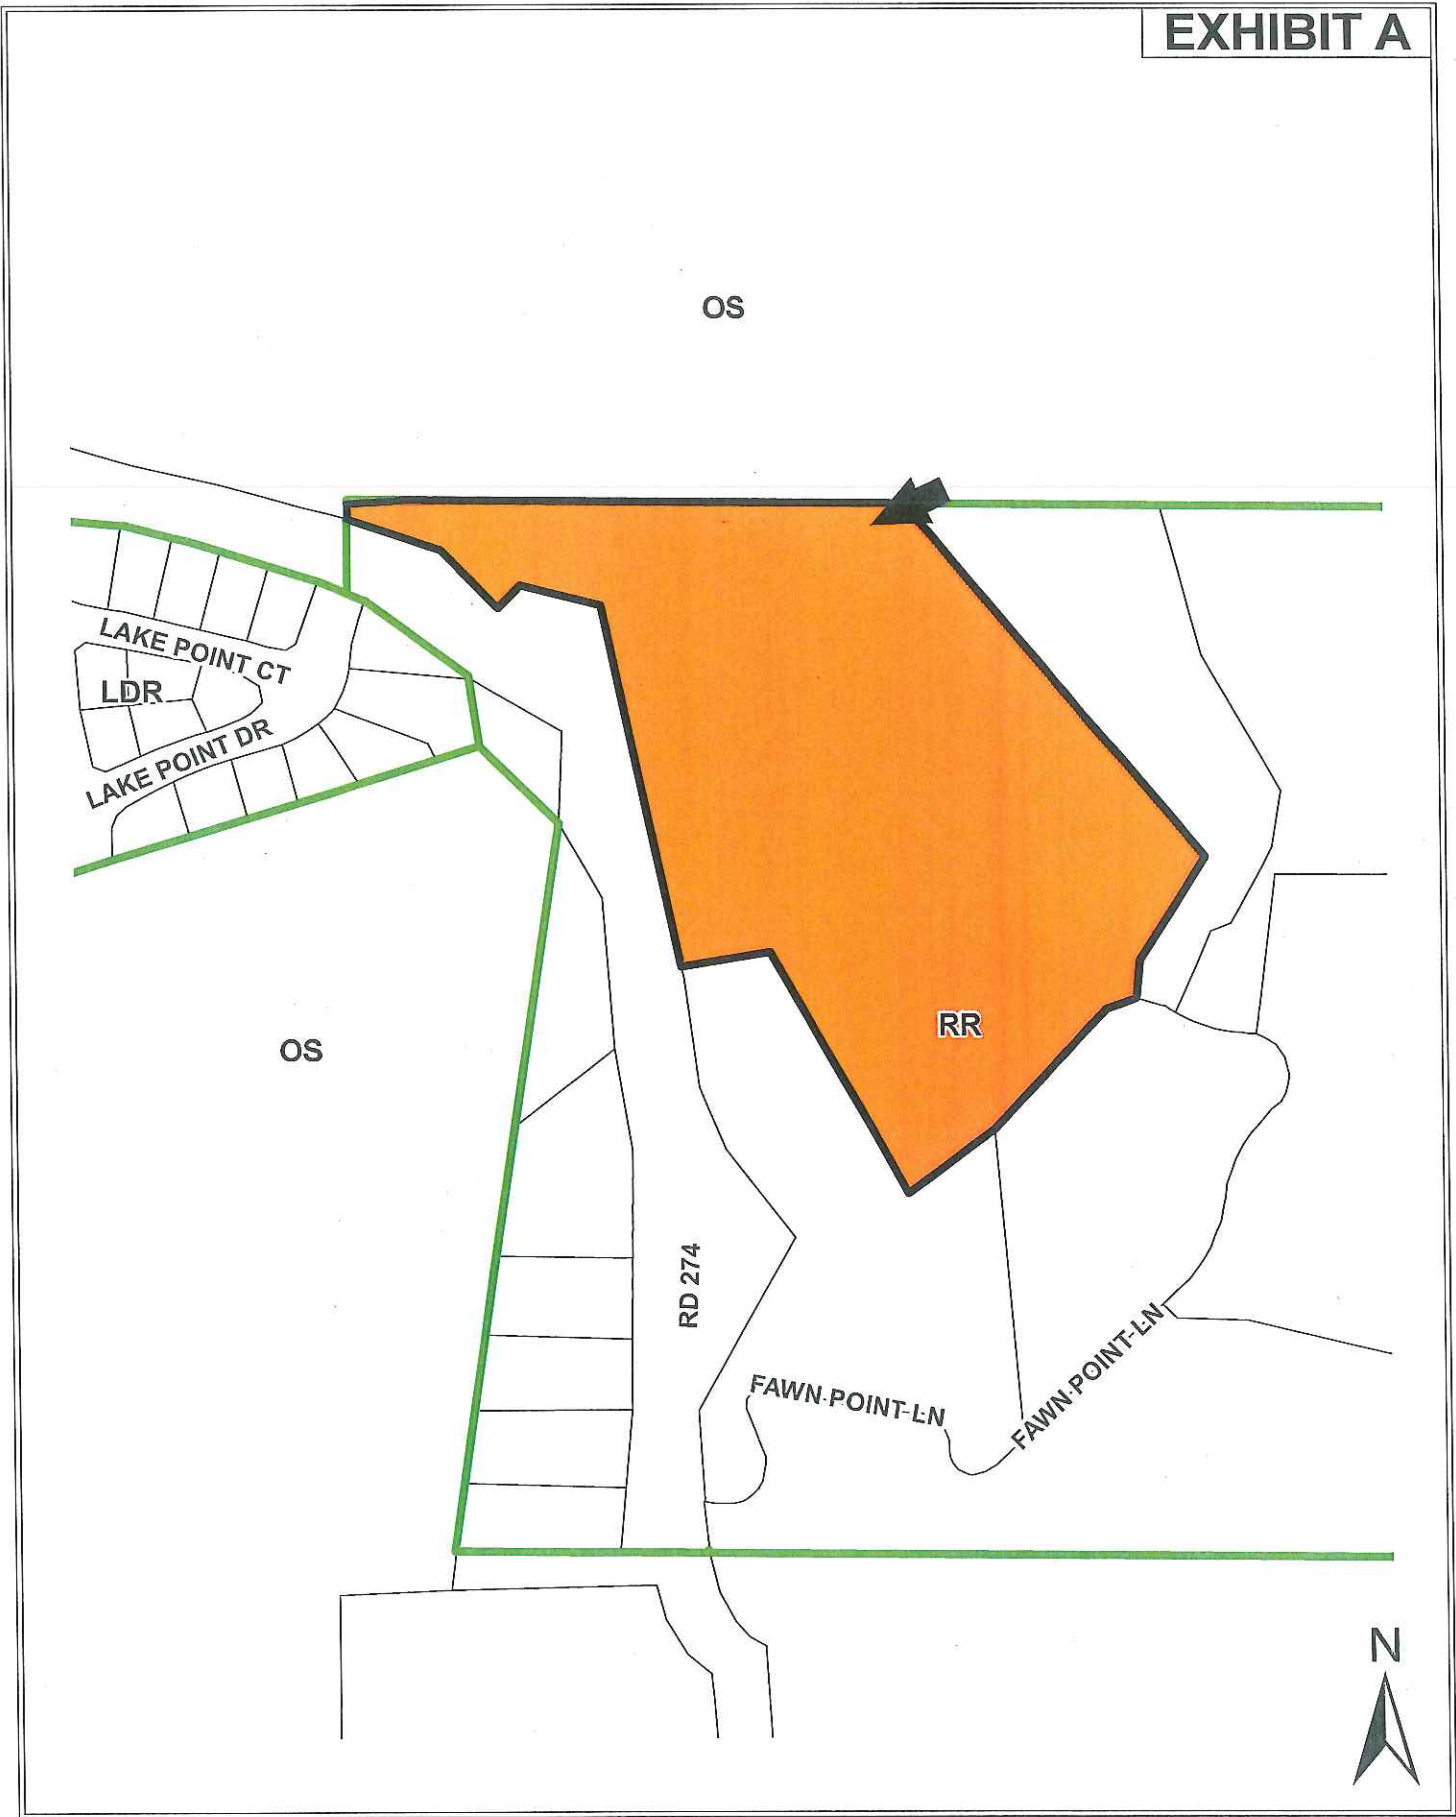 EXHIBIT A
OS
LAKE POINT CT
LDR
LAKE POINT DR
OS
RR
RD 274
FAWN POINT LN
FAWN POINT LN
N